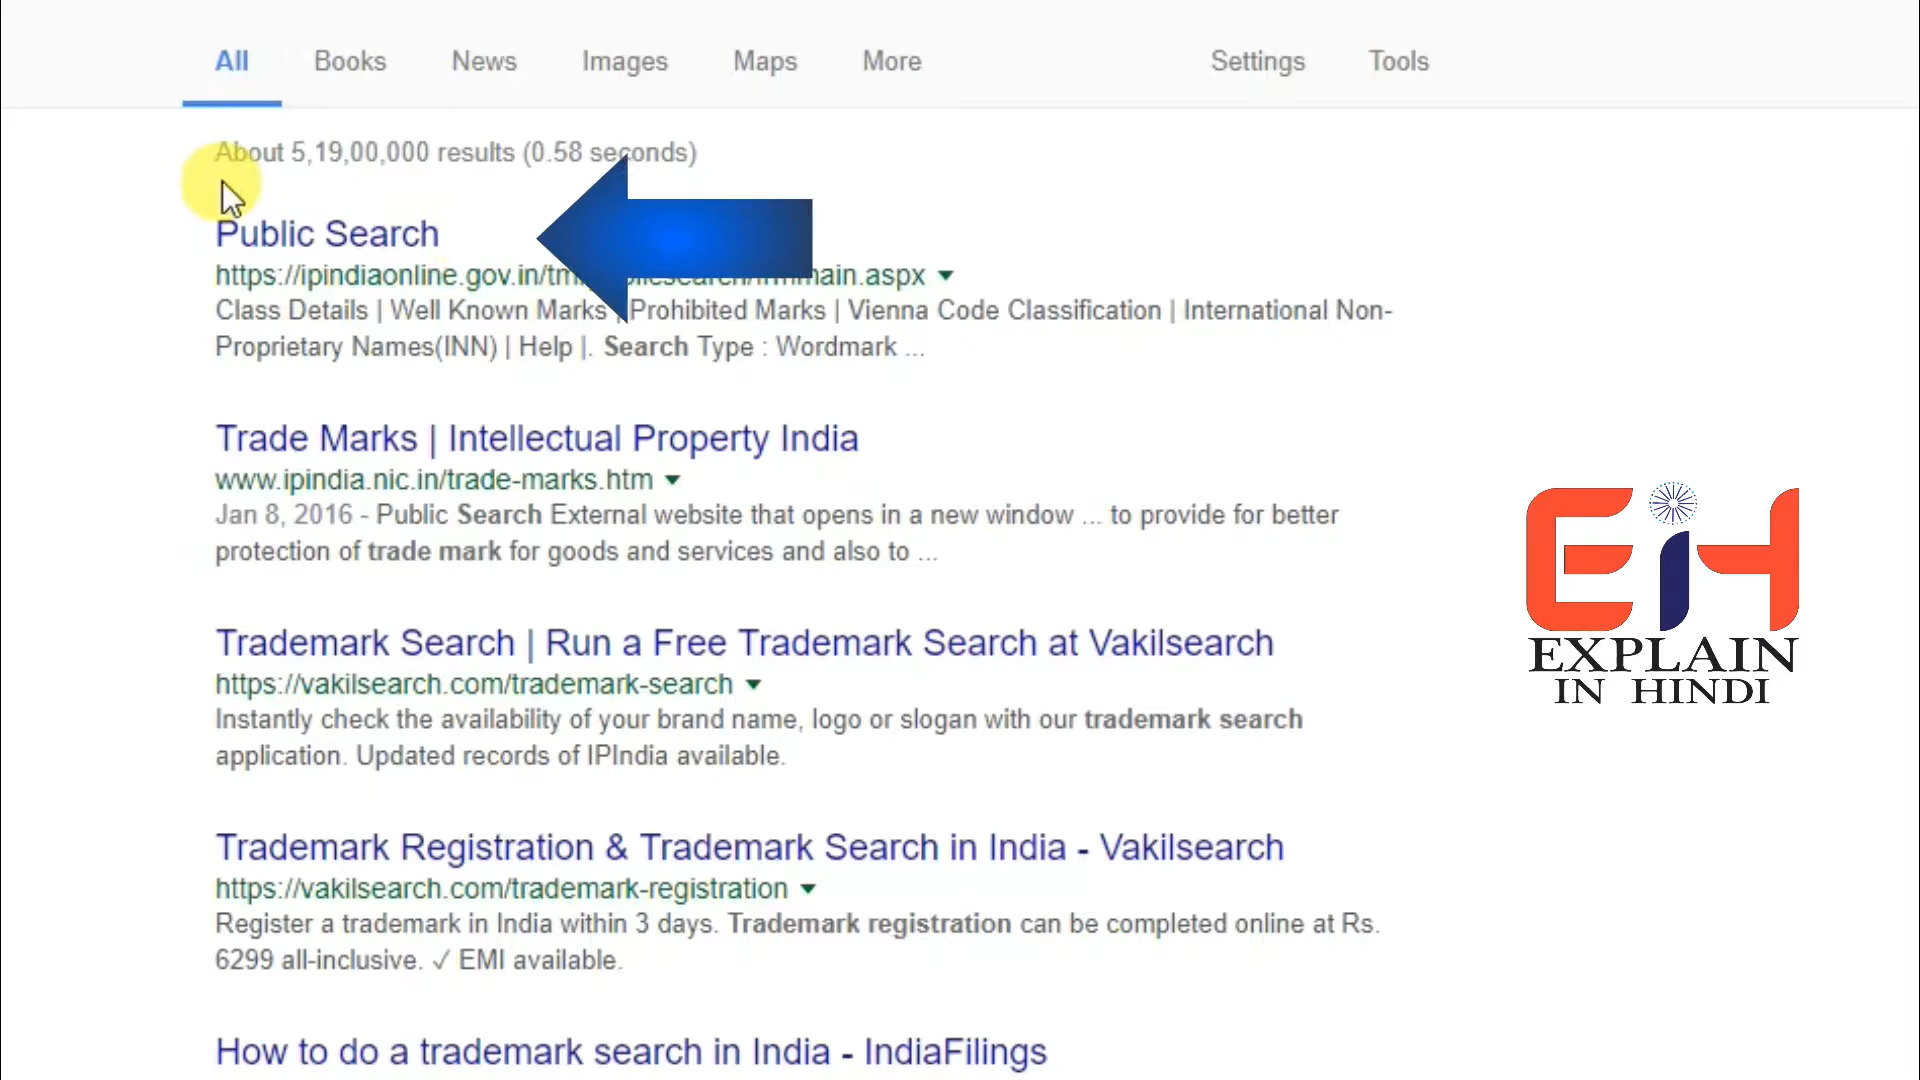 All Books News Images Maps More Settings Tools
About 5,19,00,000 results (0.58 seconds)
Public Search
https://ipindiaonline.gov.in/tm main.aspx
Class Details | Well Known Marks | Prohibited Marks | Vienna Code Classification | International Non-
Proprietary Names(INN) | Help |. Search Type : Wordmark ...
Trade Marks | Intellectual Property India
www.ipindia.nic.in/trade-marks.htm
Jan 8, 2016 - Public Search External website that opens in a new window ... to provide for better
protection of trade mark for goods and services and also to ...
Trademark Search | Run a Free Trademark Search at Vakilsearch
https://vakilsearch.com/trademark-search
Instantly check the availability of your brand name, logo or slogan with our trademark search
application. Updated records of IPIndia available.
Trademark Registration & Trademark Search in India - Vakilsearch
https://vakilsearch.com/trademark-registration
Register a trademark in India within 3 days. Trademark registration can be completed online at Rs.
6299 all-inclusive. ✓ EMI available.
How to do a trademark search in India - IndiaFilings
EiH
EXPLAIN
IN HINDI